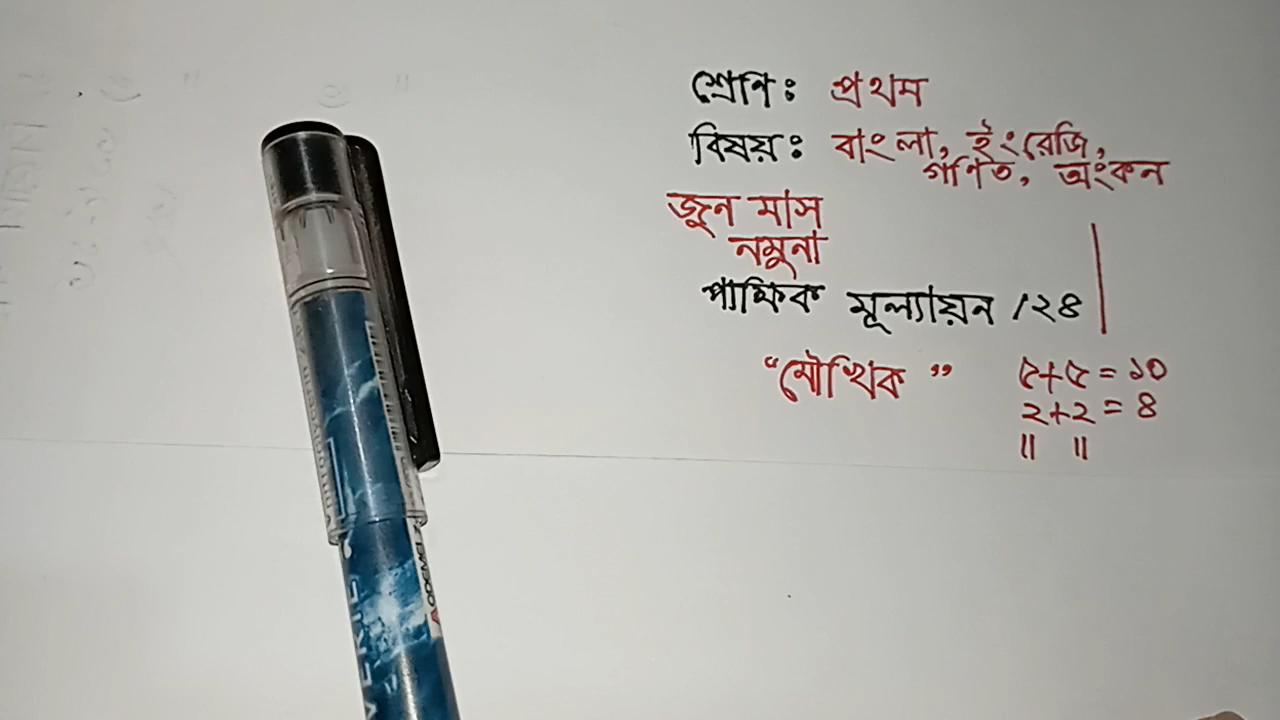 শ্রেণি: প্রথম
বিষয়: বাংলা, ইংরেজি,
গণিত, অংকন
জুন মাস
নমুনা
পাক্ষিক মূল্যায়ন /২৪
"মৌখিক"
৫+৫=১০
২+২=৪
" "